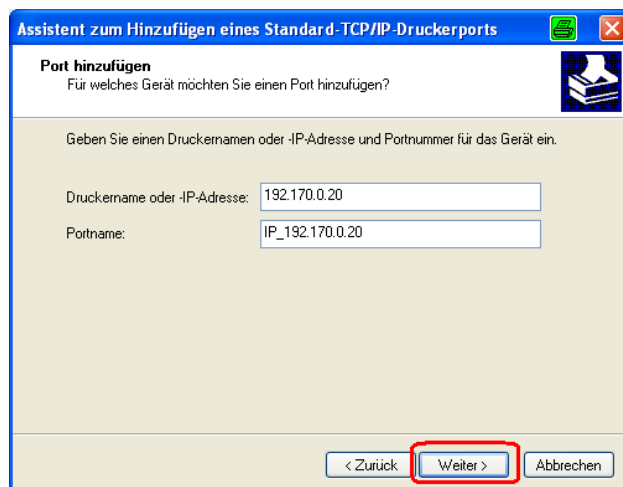 Assistent zum Hinzufügen eines Standard-TCP/IP-Druckerports
Port hinzufügen
Für welches Gerät möchten Sie einen Port hinzufügen?
Geben Sie einen Druckernamen oder -IP-Adresse und Portnummer für das Gerät ein.
Druckername oder -IP-Adresse: 192.170.0.20
Portname: IP_192.170.0.20
< Zurück Weiter > Abbrechen